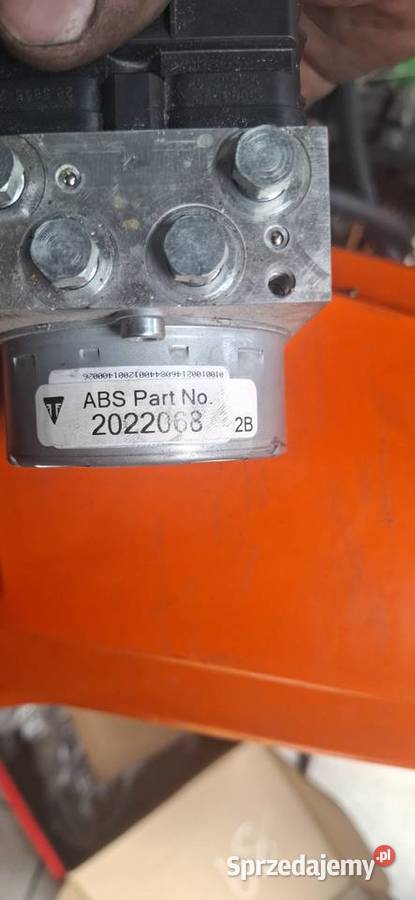 ABS Part No.
2022068
2B
Sprzedajemy.pl